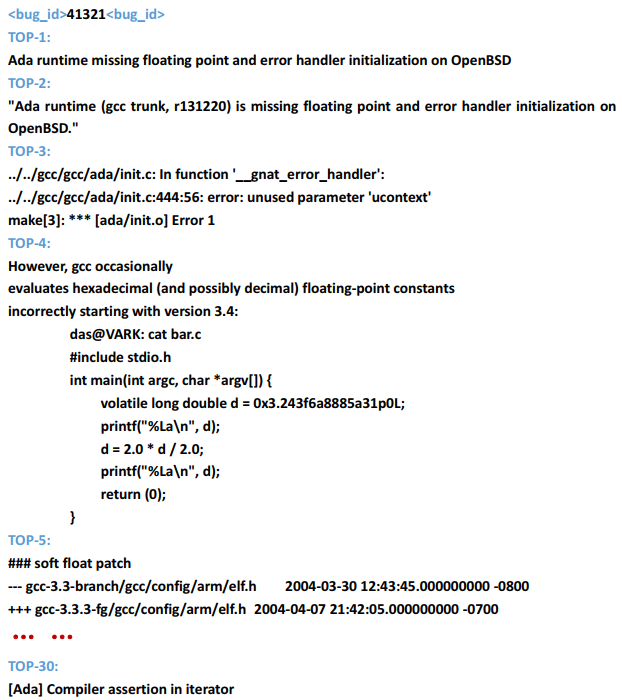 <bug_id>41321<bug_id>
TOP-1:
Ada runtime missing floating point and error handler initialization on OpenBSD
TOP-2:
"Ada runtime (gcc trunk, r131220) is missing floating point and error handler initialization on
OpenBSD."
TOP-3:
../../gcc/gcc/ada/init.c: In function '__gnat_error_handler':
../../gcc/gcc/ada/init.c:444:56: error: unused parameter 'ucontext'
make[3]: *** [ada/init.o] Error 1
TOP-4:
However, gcc occasionally
evaluates hexadecimal (and possibly decimal) floating-point constants
incorrectly starting with version 3.4:
das@VARK: cat bar.c
#include stdio.h
int main(int argc, char *argv[]) {
volatile long double d = 0x3.243f6a8885a31p0L;
printf("%La\n", d);
d = 2.0 * d / 2.0;
printf("%La\n", d);
return (0);
}
TOP-5:
### soft float patch
--- gcc-3.3-branch/gcc/config/arm/elf.h 2004-03-30 12:43:45.000000000 -0800
+++ gcc-3.3.3-fg/gcc/config/arm/elf.h 2004-04-07 21:42:05.000000000 -0700
... ...
TOP-30:
[Ada] Compiler assertion in iterator